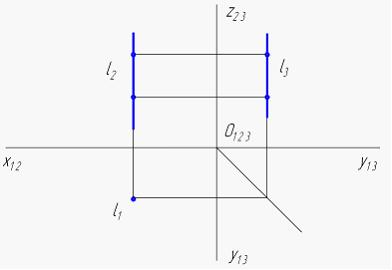 z₂₃
l₂
l₃
O₁₂₃
x₁₂
y₁₃
l₁
y₁₃